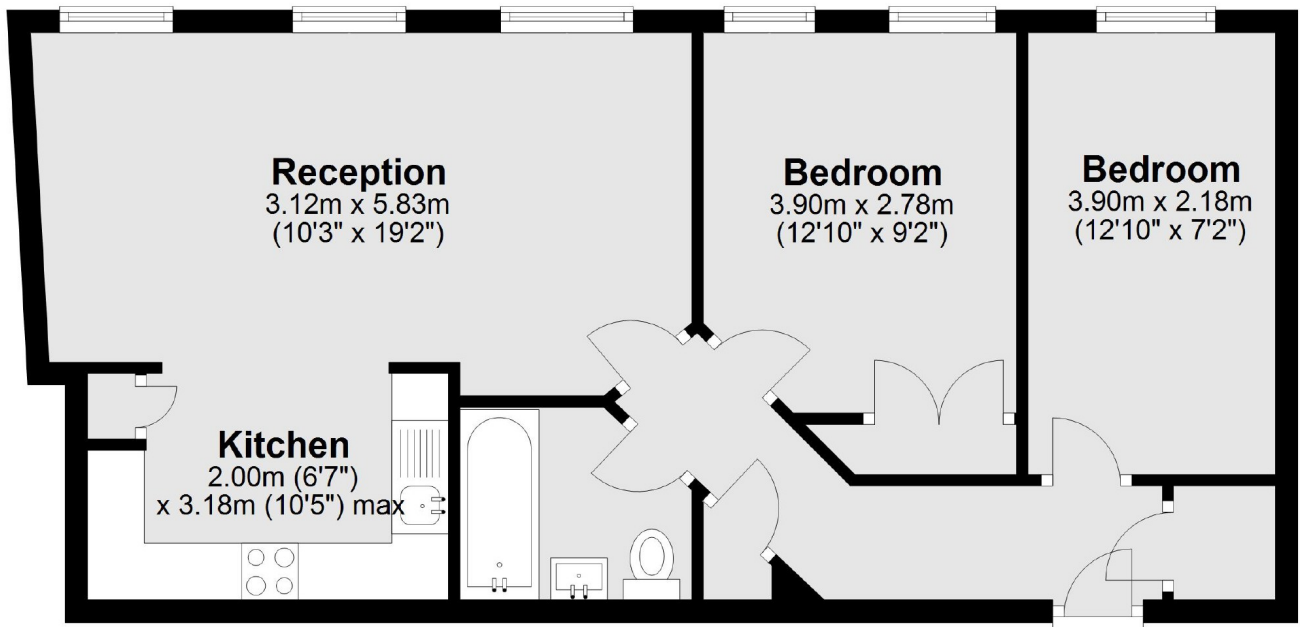 Reception
3.12m x 5.83m
(10'3" x 19'2")
Bedroom
3.90m x 2.78m
(12'10" x 9'2")
Bedroom
3.90m x 2.18m
(12'10" x 7'2")
Kitchen
2.00m (6'7")
x 3.18m (10'5") max